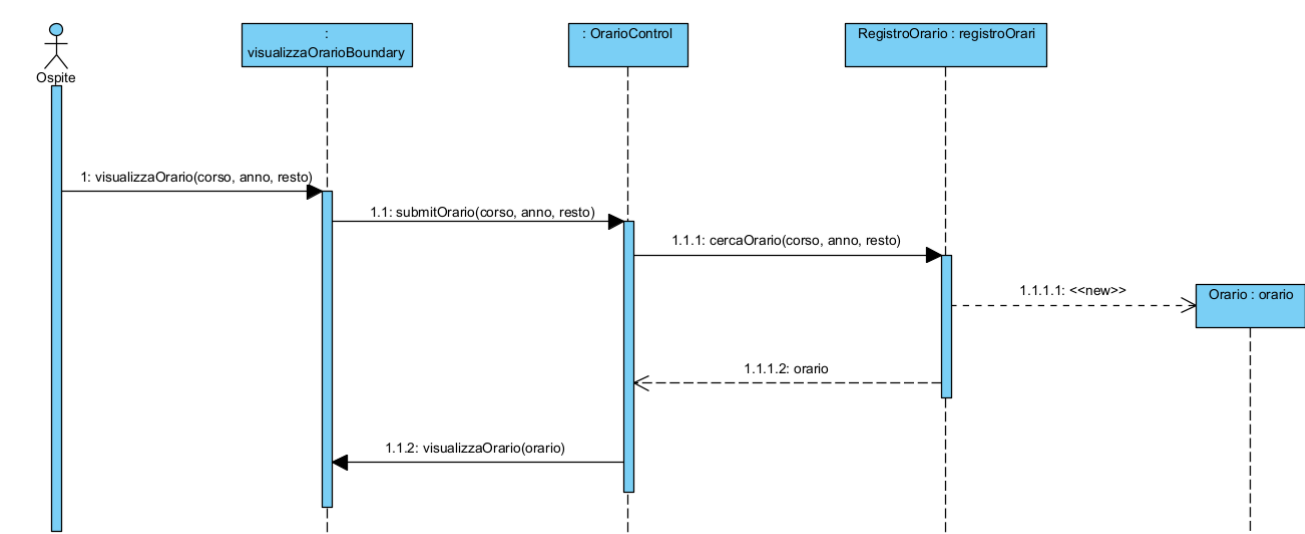 :
visualizzaOrarioBoundary
: OrarioControl
RegistroOrario : registroOrari
Ospite
1: visualizzaOrario(corso, anno, resto)
1.1: submitOrario(corso, anno, resto)
1.1.1: cercaOrario(corso, anno, resto)
1.1.1.1: <<new>>
Orario : orario
1.1.1.2: orario
1.1.2: visualizzaOrario(orario)